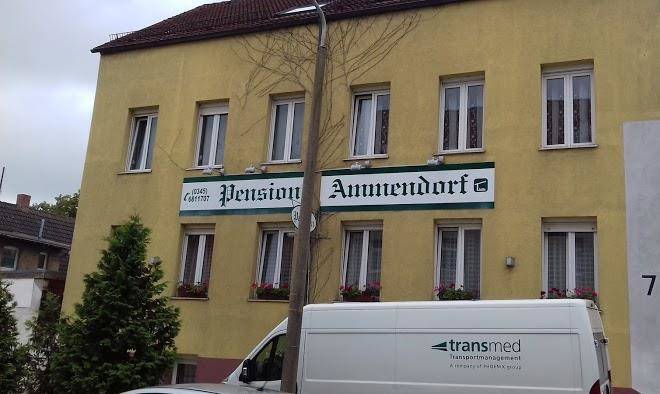 (0345)
6811707
Pension Ammendorf
transmed
Transportmanagement
A company of PHOENIX group
7